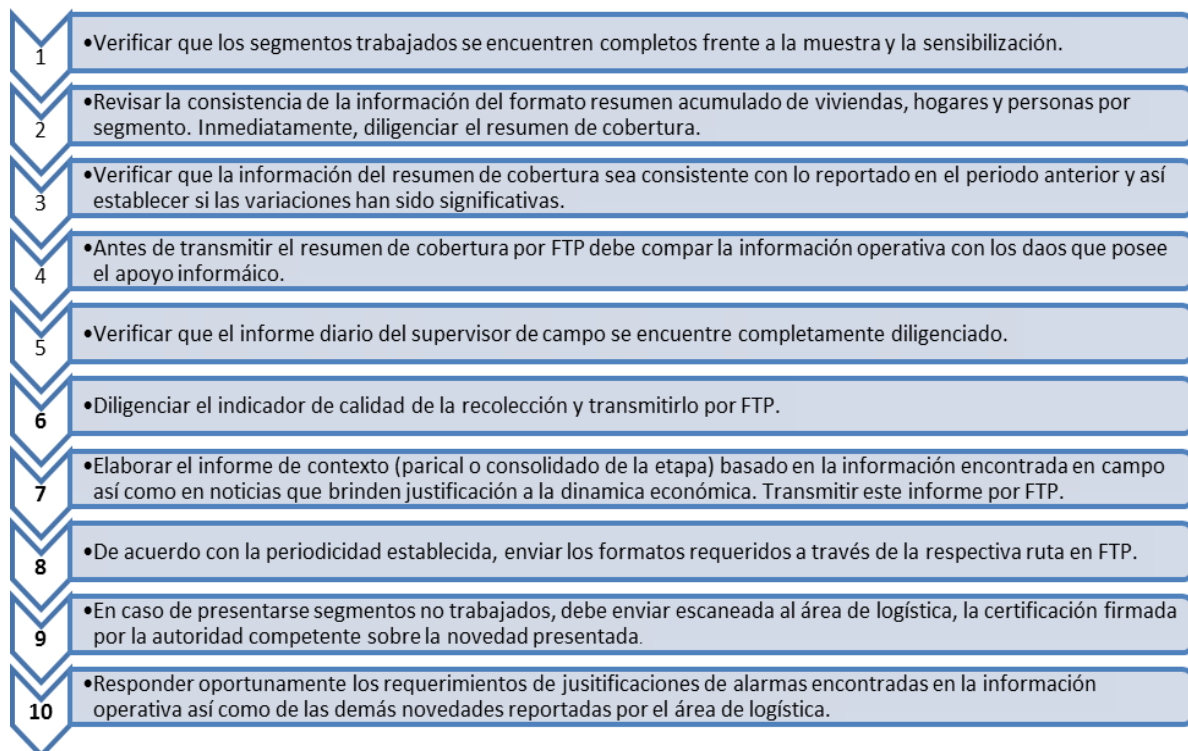 1
•Verificar que los segmentos trabajados se encuentren completos frente a la muestra y la sensibilización.
2
•Revisar la consistencia de la información del formato resumen acumulado de viviendas, hogares y personas por
segmento. Inmediatamente, diligenciar el resumen de cobertura.
3
•Verificar que la información del resumen de cobertura sea consistente con lo reportado en el periodo anterior y así
establecer si las variaciones han sido significativas.
4
•Antes de transmitir el resumen de cobertura por FTP debe compar la información operativa con los daos que posee
el apoyo informáico.
5
•Verificar que el informe diario del supervisor de campo se encuentre completamente diligenciado.
6
•Diligenciar el indicador de calidad de la recolección y transmitirlo por FTP.
7
•Elaborar el informe de contexto (parical o consolidado de la etapa) basado en la información encontrada en campo
así como en noticias que brinden justificación a la dinamica económica. Transmitir este informe por FTP.
8
•De acuerdo con la periodicidad establecida, enviar los formatos requeridos a través de la respectiva ruta en FTP.
9
•En caso de presentarse segmentos no trabajados, debe enviar escaneada al área de logística, la certificación firmada
por la autoridad competente sobre la novedad presentada.
10
•Responder oportunamente los requerimientos de jusitificaciones de alarmas encontradas en la información
operativa así como de las demás novedades reportadas por el área de logística.